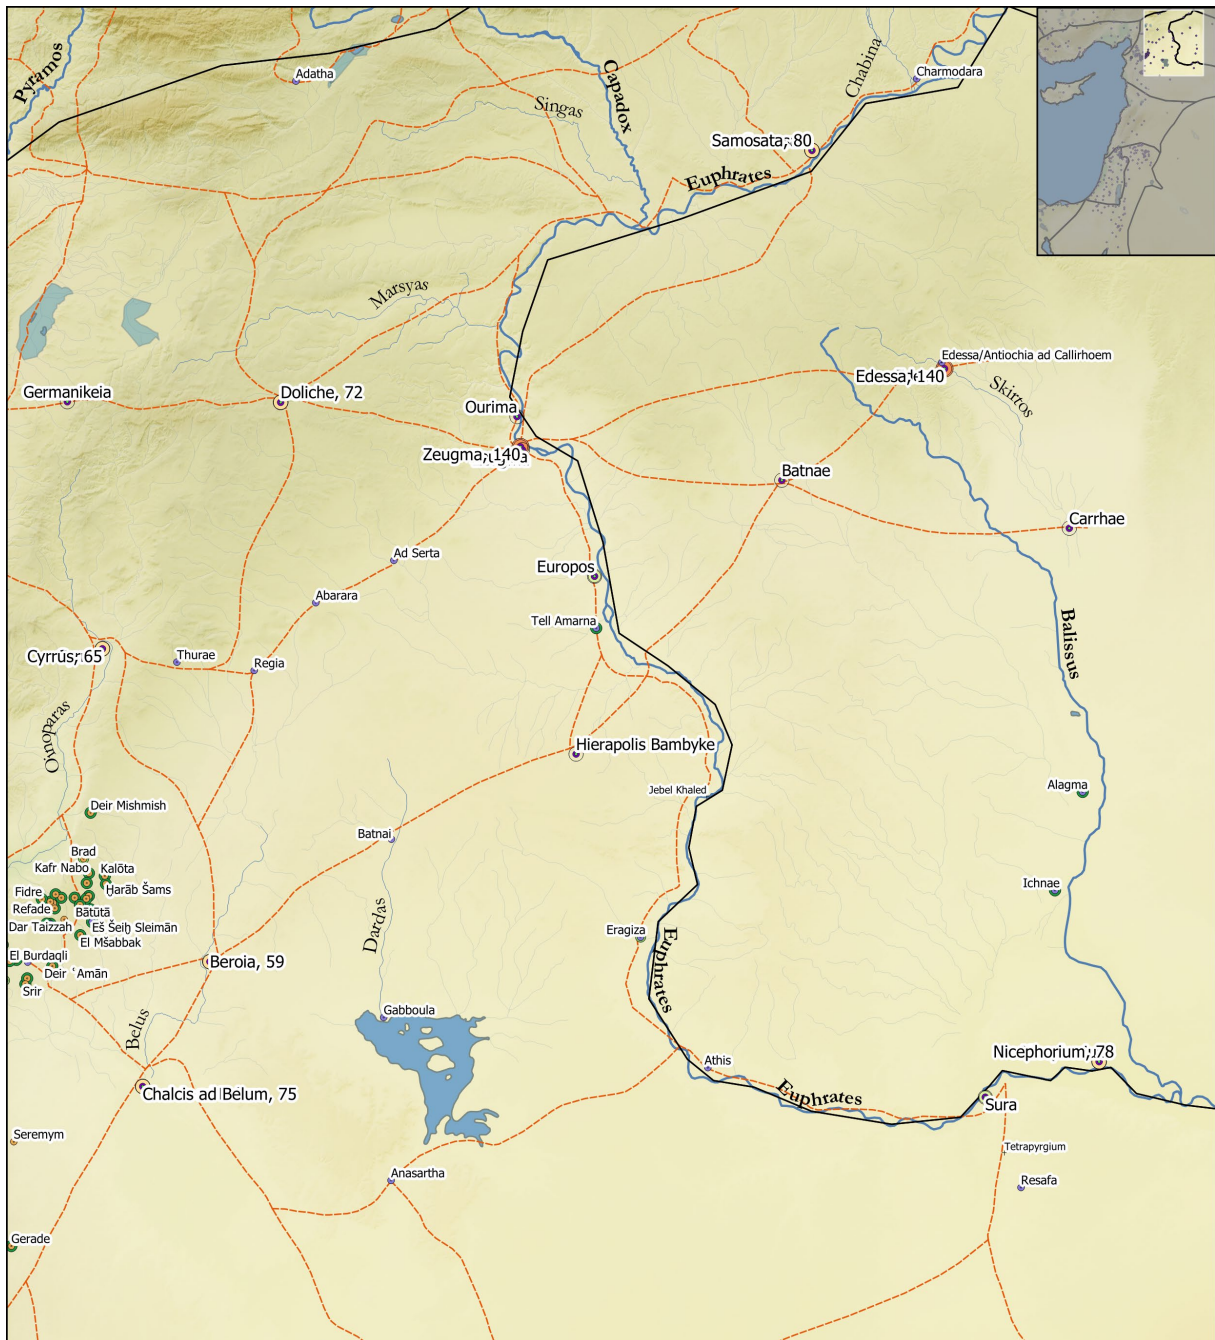 Pyramos
Adatha
Singas
Capadox
Chabina
Charmodara
Samosata, 80
Euphrates
Marsyas
Edessa/Antiochia ad Callirhoem
Edessa, 140
Skirtos
Germanikeia
Doliche, 72
Ourima
Zeugma, 140
Batnae
Carrhae
Ad Serta
Europos
Abarara
Tell Amarna
Balissus
Cyrrus, 65
Thurae
Regia
Oinoparas
Hierapolis Bambyke
Jebel Khaled
Alagma
Deir Mishmish
Batnai
Brad
Kafr Nabo
Kalōta
Ḫarāb Šams
Fidre
Ichnae
Refade
Bātūtā
Dar Taizzah
Eš Šeiḫ Sleimān
El Mšabbak
Dardas
Eragiza
Euphrates
El Burdaqli
Deir ʿAmān
Beroia, 59
Srir
Belus
Gabboula
Athis
Nicephorium, 78
Chalcis ad Belum, 75
Euphrates
Sura
Seremym
Tetrapyrgium
Anasartha
Resafa
Gerade